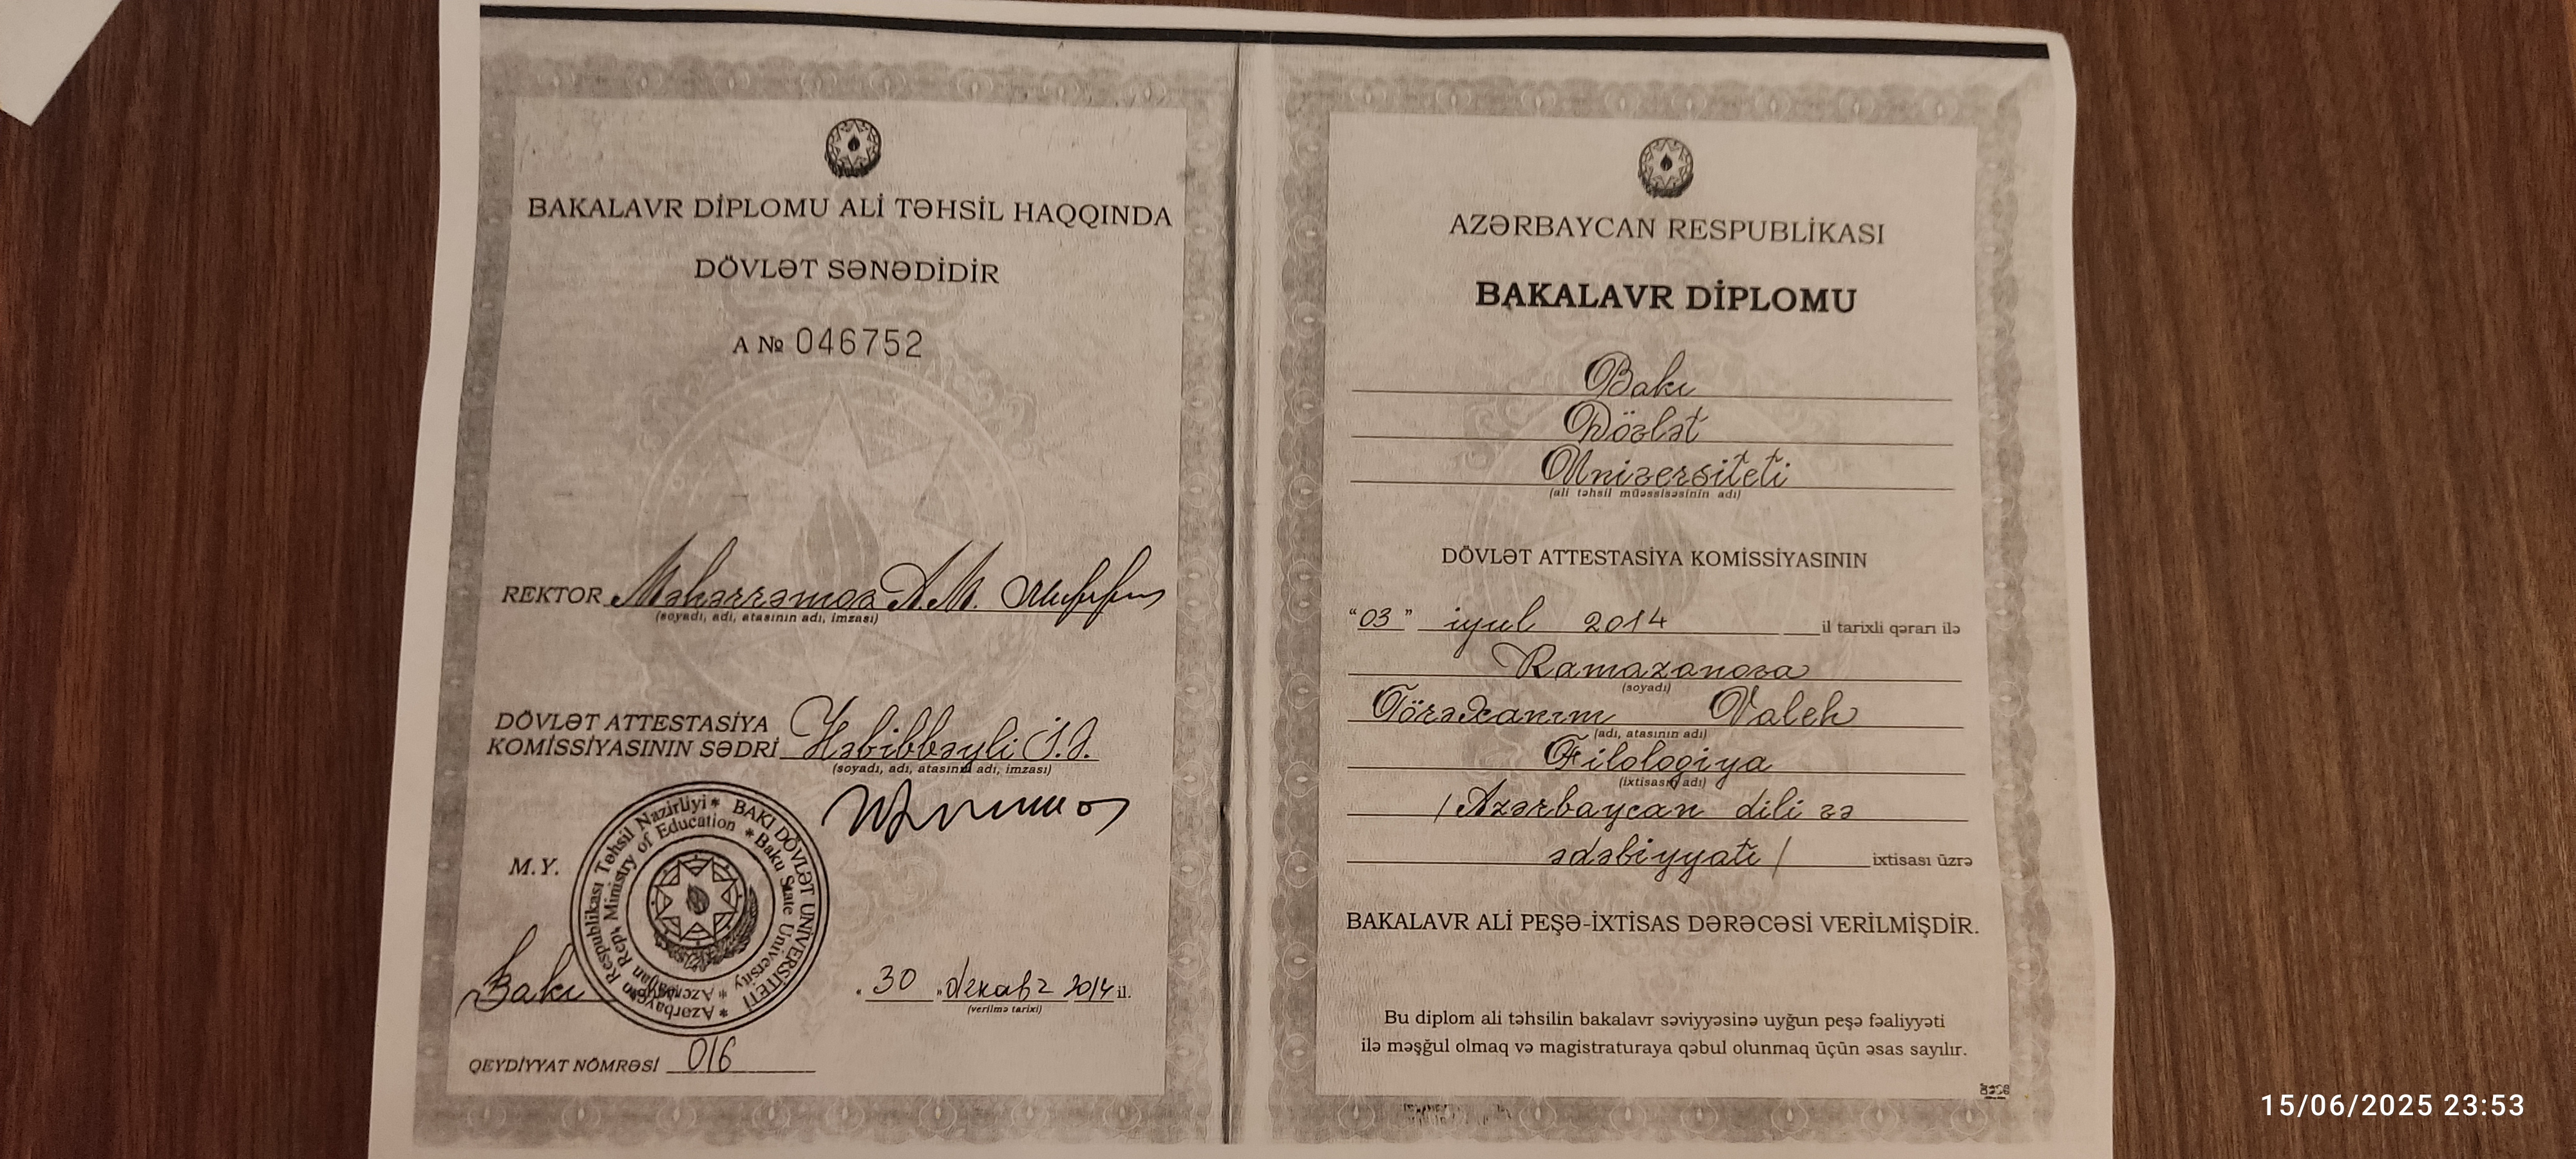 BAKALAVR DİPLOMU ALİ TƏHSİL HAQQINDA
DÖVLƏT SƏNƏDİDİR
A № 046752
REKTOR Məhərrəmov A.M.
(soyadı, adı, atasının adı, imzası)
DÖVLƏT ATTESTASİYA
KOMİSSİYASININ SƏDRİ Həbibbəyli İ.Ə.
(soyadı, adı, atasının adı, imzası)
M.Y.
Azərbaycan Respublikası Təhsil Nazirliyi * BAKI DÖVLƏT UNİVERSİTETİ *
Ministry of Education * Baku State University *
Bakı
"30" декабр 2014 il.
(verilmə tarixi)
QEYDİYYAT NÖMRƏSİ 016
AZƏRBAYCAN RESPUBLİKASI
BAKALAVR DİPLOMU
Bakı
Dövlət
Universiteti
(ali təhsil müəssisəsinin adı)
DÖVLƏT ATTESTASİYA KOMİSSİYASININ
"03" iyul 2014 il tarixli qərarı ilə
Ramazanova
(soyadı)
Valeh
(adı, atasının adı)
Filologiya
(ixtisasın adı)
/Azərbaycan dili və
ədəbiyyatı/ ixtisası üzrə
BAKALAVR ALİ PEŞƏ-İXTİSAS DƏRƏCƏSİ VERİLMİŞDİR.
Bu diplom ali təhsilin bakalavr səviyyəsinə uyğun peşə fəaliyyəti
ilə məşğul olmaq və magistraturaya qəbul olunmaq üçün əsas sayılır.
15/06/2025 23:53